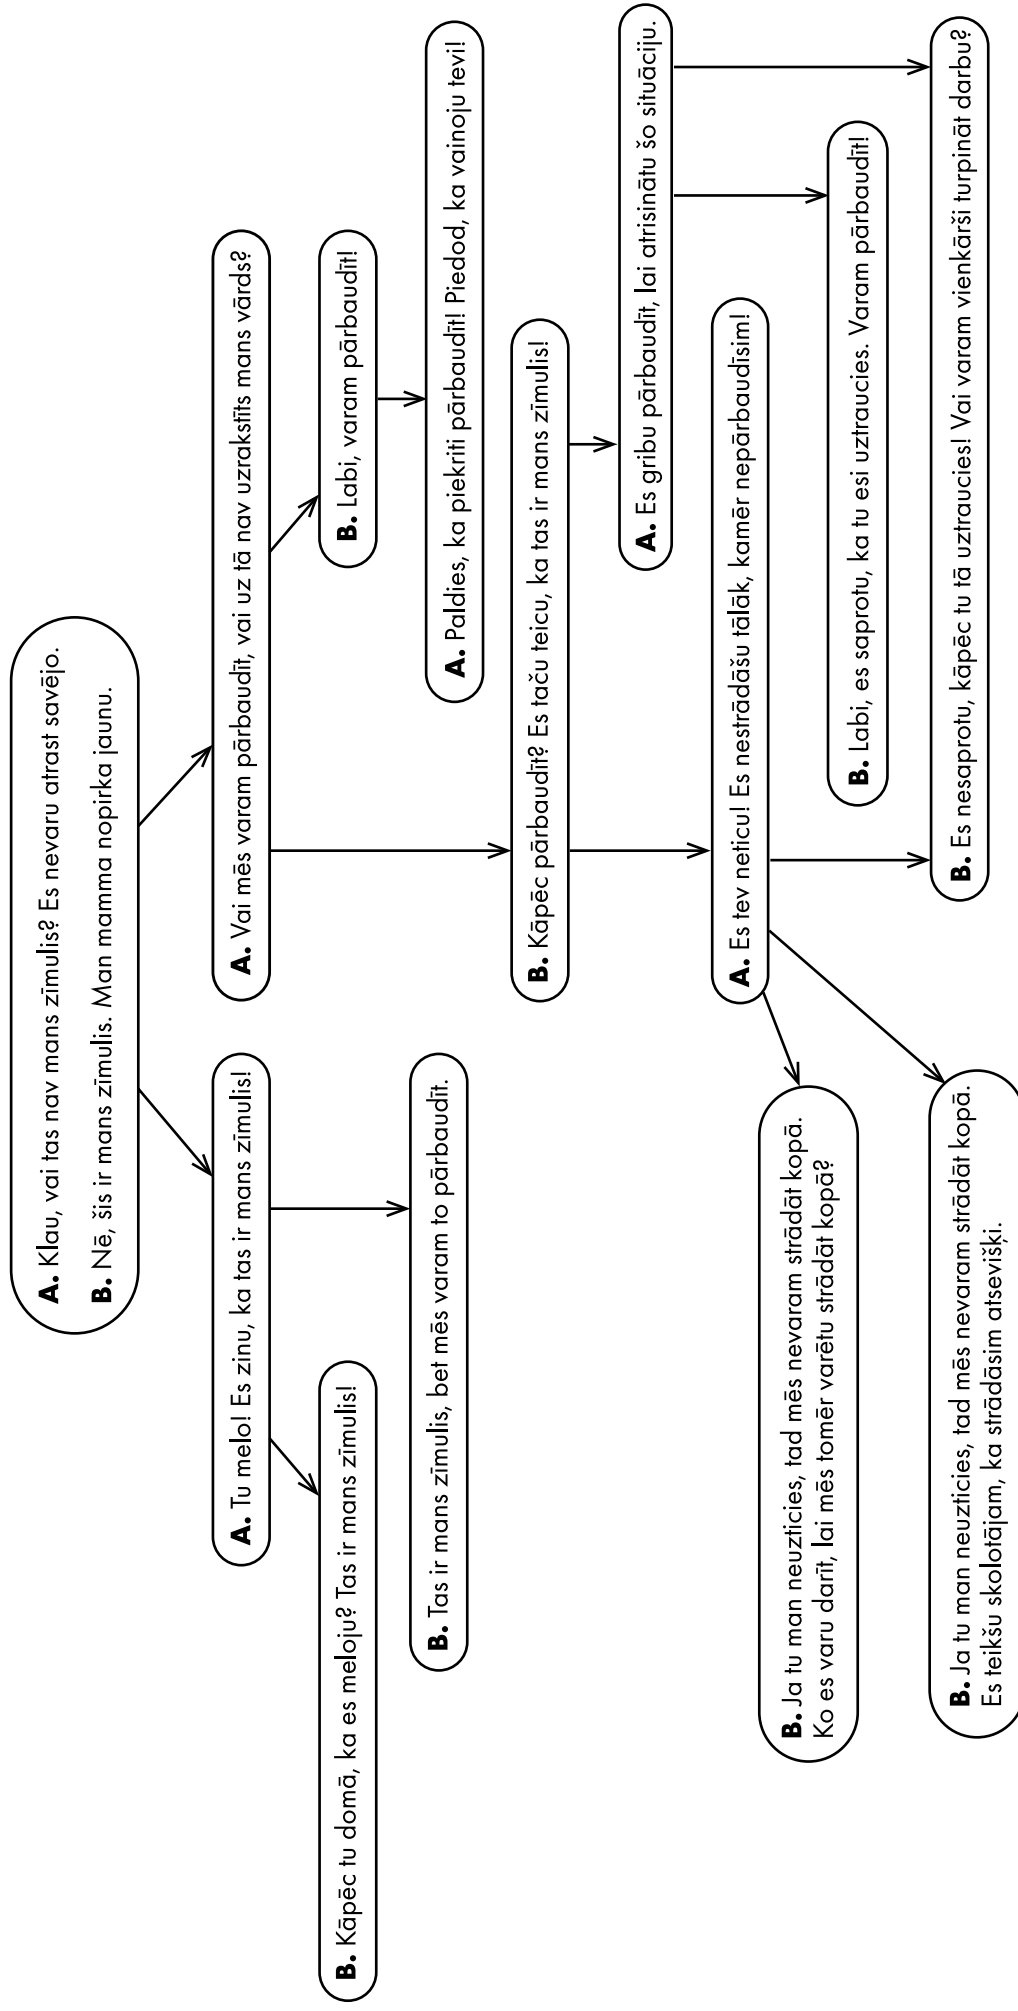 A. Klau, vai tas nav mans zīmulis? Es nevaru atrast savējo.
B. Nē, šis ir mans zīmulis. Man mamma nopirka jaunu.
A. Tu melo! Es zinu, ka tas ir mans zīmulis!
A. Vai mēs varam pārbaudīt, vai uz tā nav uzrakstīts mans vārds?
B. Kāpēc tu domā, ka es meloju? Tas ir mans zīmulis!
B. Labi, varam pārbaudīt!
B. Tas ir mans zīmulis, bet mēs varam to pārbaudīt.
A. Paldies, ka piekriti pārbaudīt! Piedod, ka vainoju tevi!
B. Kāpēc pārbaudīt? Es taču teicu, ka tas ir mans zīmulis!
A. Es gribu pārbaudīt, lai atrisinātu šo situāciju.
A. Es tev neticu! Es nestrādāšu tālāk, kamēr nepārbaudīsim!
B. Ja tu man neuzticies, tad mēs nevaram strādāt kopā.
Ko es varu darīt, lai mēs tomēr varētu strādāt kopā?
B. Labi, es saprotu, ka tu esi uztraucies. Varam pārbaudīt!
B. Ja tu man neuzticies, tad mēs nevaram strādāt kopā.
Es teikšu skolotājam, ka strādāsim atsevišķi.
B. Es nesaprotu, kāpēc tu tā uztraucies! Vai varam vienkārši turpināt darbu?